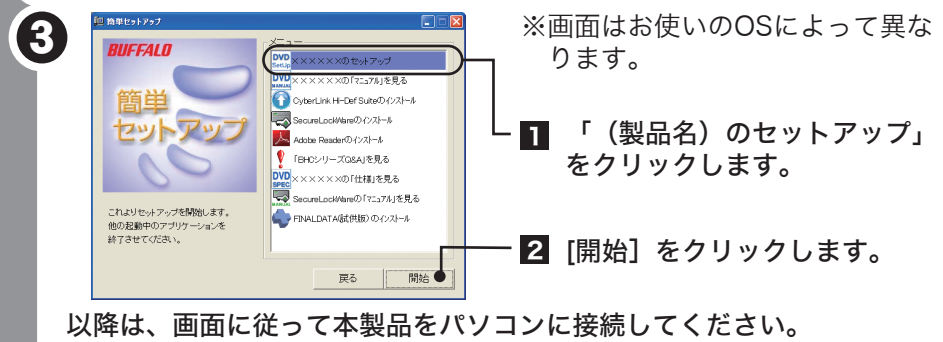 3
簡単セットアップ
BUFFALO
簡単
セットアップ
これよりセットアップを開始します。
他の起動中のアプリケーションを
終了させてください。
メニュー
DVD SetUp ××××××のセットアップ
DVD MANUAL ××××××の「マニュアル」を見る
CyberLink Hi-Def Suiteのインストール
SecureLockWareのインストール
Adobe Readerのインストール
「BHCシリーズQ&A」を見る
DVD SPEC ××××××の「仕様」を見る
MANUAL SecureLockWareの「マニュアル」を見る
FINALDATA(試供版)のインストール
戻る
開始
※画面はお使いのOSによって異な
ります。
1 「（製品名）のセットアップ」
をクリックします。
2 [開始］をクリックします。
以降は、画面に従って本製品をパソコンに接続してください。